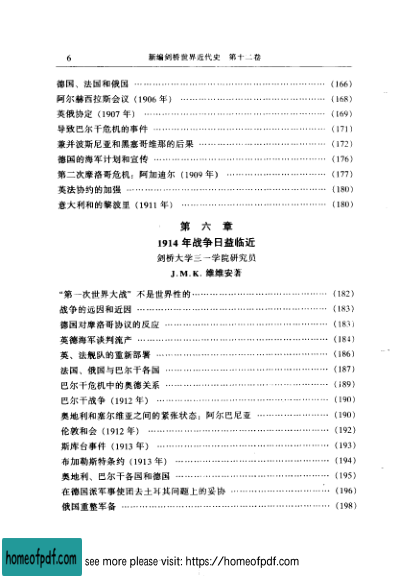 6 新编剑桥世界近代史 第十二卷
德国、法国和俄国 …… (166)
阿尔赫西拉斯会议 (1906 年) …… (168)
英俄协定 (1907 年) …… (169)
导致巴尔干危机的事件 …… (171)
兼并波斯尼亚和黑塞哥维那的后果 …… (172)
德国的海军计划和宣传 …… (176)
第二次摩洛哥危机：阿加迪尔 (1909 年) …… (177)
英法协约的加强 …… (180)
意大利和的黎波里 (1911 年) …… (180)
第 六 章
1914 年战争日益临近
剑桥大学三一学院研究员
J.M.K. 维维安著
“第一次世界大战”不是世界性的 …… (182)
战争的远因和近因 …… (183)
德国对摩洛哥协议的反应 …… (183)
英德海军谈判流产 …… (184)
英、法舰队的重新部署 …… (186)
法国、俄国与巴尔干各国 …… (187)
巴尔干危机中的奥德关系 …… (189)
巴尔干战争 (1912 年) …… (190)
奥地利和塞尔维亚之间的紧张状态：阿尔巴尼亚 …… (190)
伦敦和会 (1912 年) …… (192)
斯库台事件 (1913 年) …… (193)
布加勒斯特条约 (1913 年) …… (194)
奥地利、巴尔干各国和德国 …… (195)
在德国派军事使团去土耳其问题上的妥协 …… (196)
俄国重整军备 …… (198)
homeofpdf.com see more please visit: https://homeofpdf.com